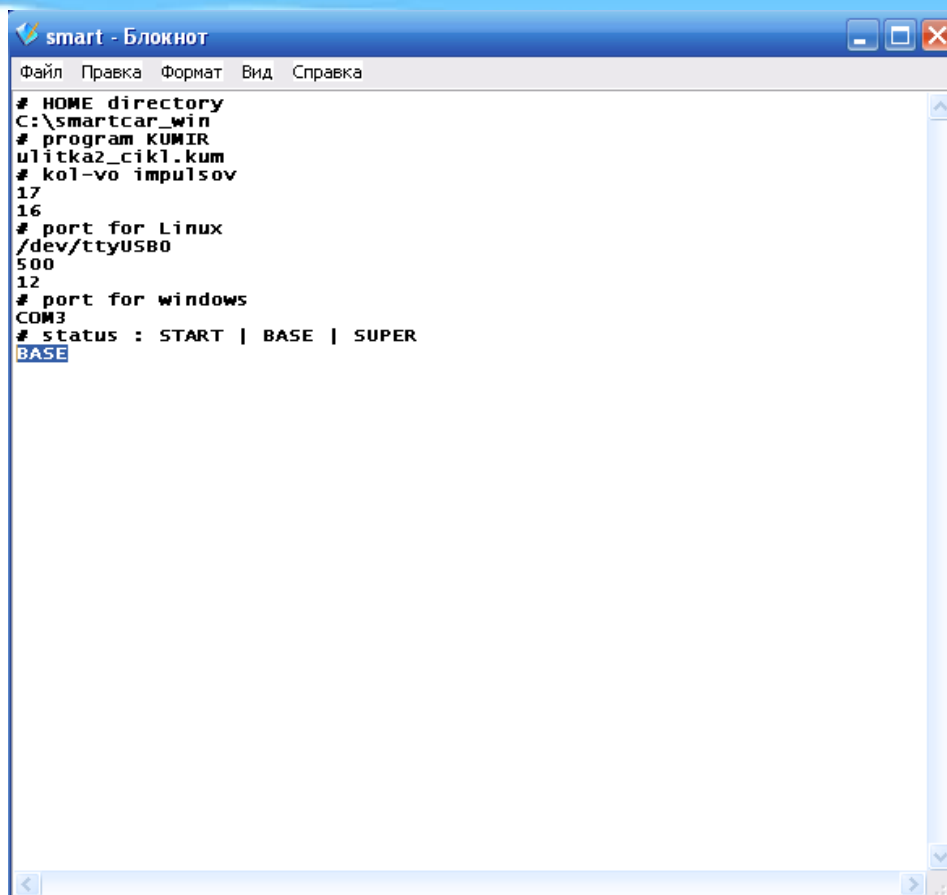 smart - Блокнот
Файл Правка Формат Вид Справка
# HOME directory
C:\smartcar_win
# program KUMIR
ulitka2_cikl.kum
# kol-vo impulsov
17
16
# port for Linux
/dev/ttyUSB0
500
12
# port for windows
COM3
# status : START | BASE | SUPER
BASE